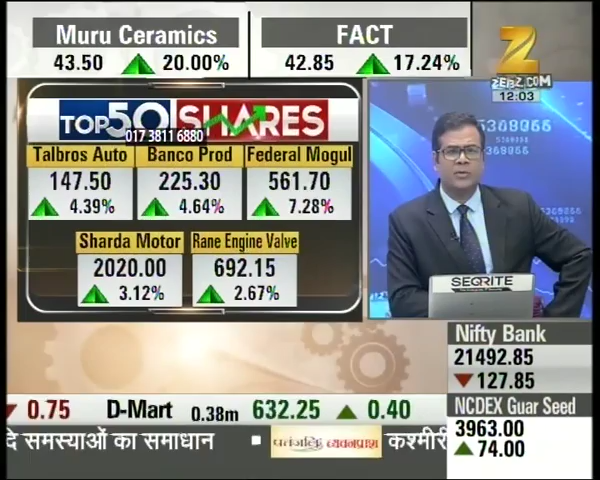 Muru Ceramics
FACT
43.50 20.00%
42.85 17.24%
ZEEBIZ.COM
12:03
TOP 50 SHARES
017 3811 6880
Talbros Auto Banco Prod Federal Mogul
147.50 225.30 561.70
4.39% 4.64% 7.28%
Sharda Motor Rane Engine Valve
2020.00 692.15
3.12% 2.67%
SEQRITE
Nifty Bank
21492.85
127.85
NCDEX Guar Seed
3963.00
74.00
0.75 D-Mart 0.38m 632.25 0.40
दि समस्याओं का समाधान पतंजलि च्यवनप्राश कश्मीरी